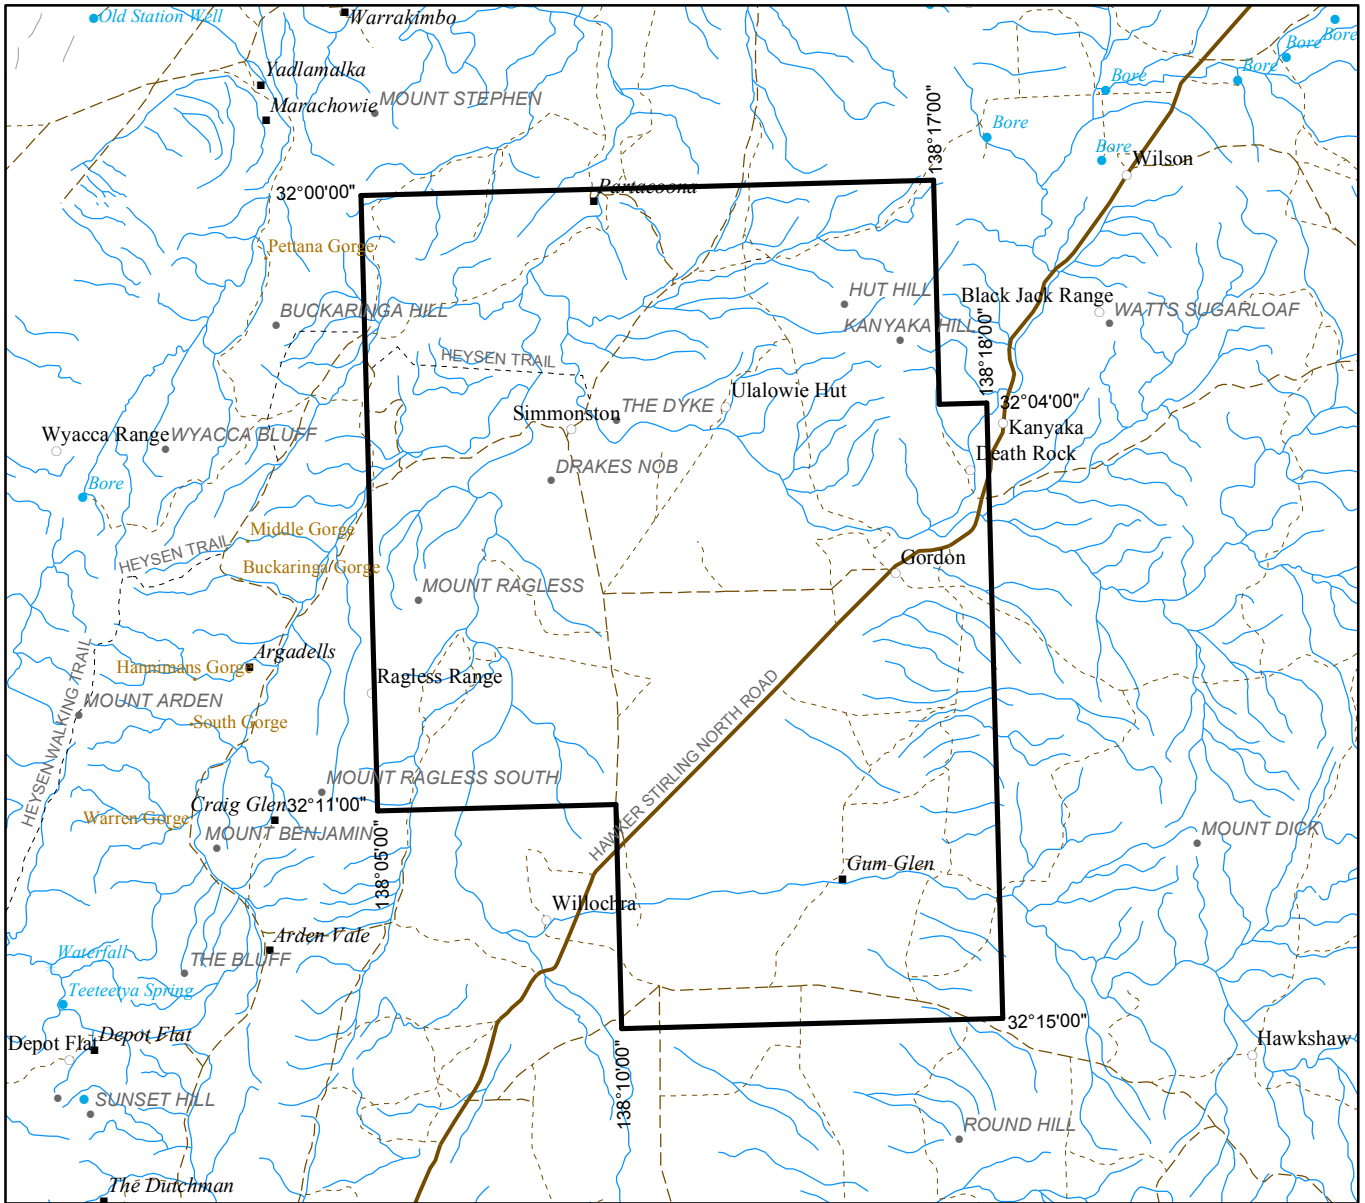 Old Station Well
Warrakimbo
Bore
Bore
Yadlamalka
Bore
Bore
Marachowie
MOUNT STEPHEN
Bore
Bore
Wilson
138°17'00"
32°00'00"
Partacoona
Pettana Gorge
HUT HILL
Black Jack Range
BUCKARINGA HILL
WATTS SUGARLOAF
KANYAKA HILL
HEYSEN TRAIL
138°18'00"
Ulalowie Hut
32°04'00"
Simmonston
THE DYKE
Kanyaka
Wyacca Range
WYACCA BLUFF
Death Rock
DRAKES NOB
Bore
Middle Gorge
HEYSEN TRAIL
Gordon
Buckaringa Gorge
MOUNT RAGLESS
Argadells
Hannimans Gorge
Ragless Range
MOUNT ARDEN
South Gorge
HEYSEN WALKING TRAIL
HAWKER STIRLING NORTH ROAD
MOUNT RAGLESS SOUTH
Craig Glen
32°11'00"
Warren Gorge
MOUNT BENJAMIN
MOUNT DICK
138°05'00"
Gum Glen
Willochra
Arden Vale
Waterfall
THE BLUFF
Teeteetya Spring
32°15'00"
Depot Flat
Depot Flat
Hawkshaw
138°10'00"
SUNSET HILL
ROUND HILL
The Dutchman